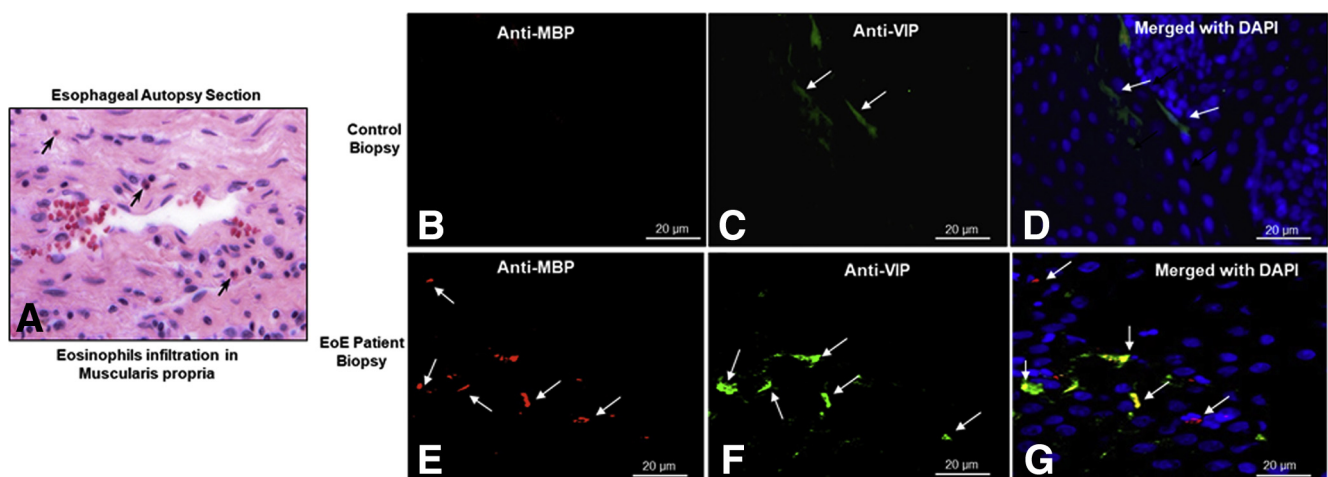 Esophageal Autopsy Section
A
Eosinophils infiltration in
Muscularis propria
Control
Biopsy
Anti-MBP
B
20 µm
Anti-VIP
C
20 µm
Merged with DAPI
D
20 µm
EoE Patient
Biopsy
Anti-MBP
E
20 µm
Anti-VIP
F
20 µm
Merged with DAPI
G
20 µm